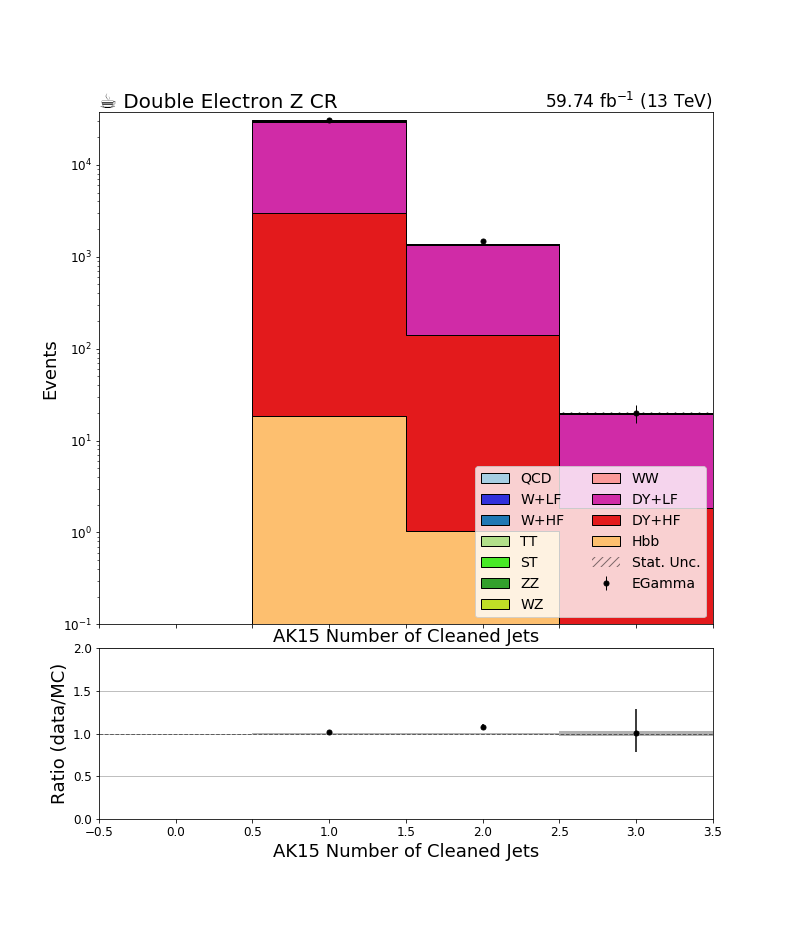 ☕ Double Electron Z CR 59.74 fb⁻¹ (13 TeV)
Events
10⁴
10³
10²
10¹
10⁰
10⁻¹
QCD WW
W+LF DY+LF
W+HF DY+HF
TT Hbb
ST Stat. Unc.
ZZ EGamma
WZ
AK15 Number of Cleaned Jets
Ratio (data/MC)
2.0
1.5
1.0
0.5
0.0
−0.5 0.0 0.5 1.0 1.5 2.0 2.5 3.0 3.5
AK15 Number of Cleaned Jets